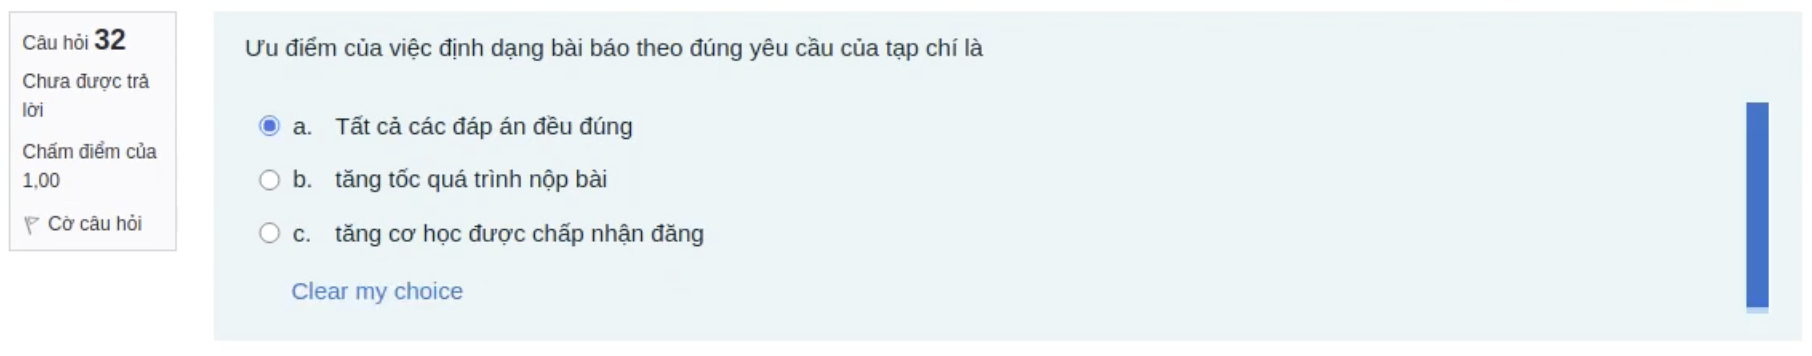 Câu hỏi 32
Chưa được trả
lời
Chấm điểm của
1,00
Cờ câu hỏi
Ưu điểm của việc định dạng bài báo theo đúng yêu cầu của tạp chí là
a. Tất cả các đáp án đều đúng
b. tăng tốc quá trình nộp bài
c. tăng cơ học được chấp nhận đăng
Clear my choice